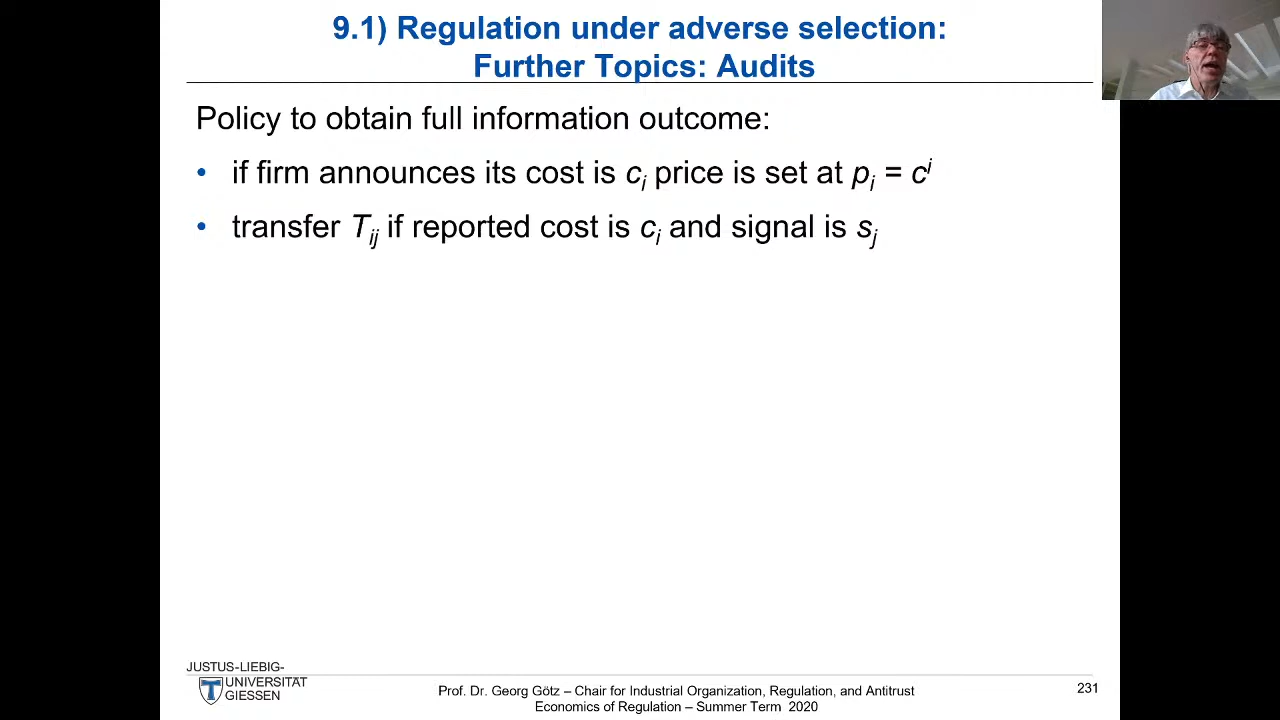 9.1) Regulation under adverse selection:
Further Topics: Audits
Policy to obtain full information outcome:
• if firm announces its cost is c_i price is set at p_i = c^i
• transfer T_ij if reported cost is c_i and signal is s_j
JUSTUS-LIEBIG-
UNIVERSITÄT
GIESSEN
Prof. Dr. Georg Götz – Chair for Industrial Organization, Regulation, and Antitrust
Economics of Regulation – Summer Term 2020
231